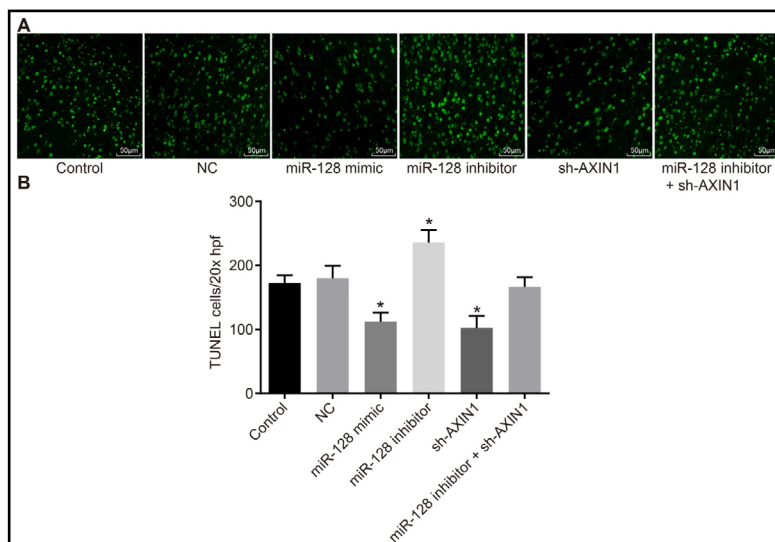 A
50μm 50μm 50μm 50μm 50μm 50μm
Control NC miR-128 mimic miR-128 inhibitor sh-AXIN1 miR-128 inhibitor
+ sh-AXIN1
B
TUNEL cells/20x hpf
300
200
100
0
*
*
*
Control
NC
miR-128 mimic
miR-128 inhibitor
sh-AXIN1
miR-128 inhibitor + sh-AXIN1